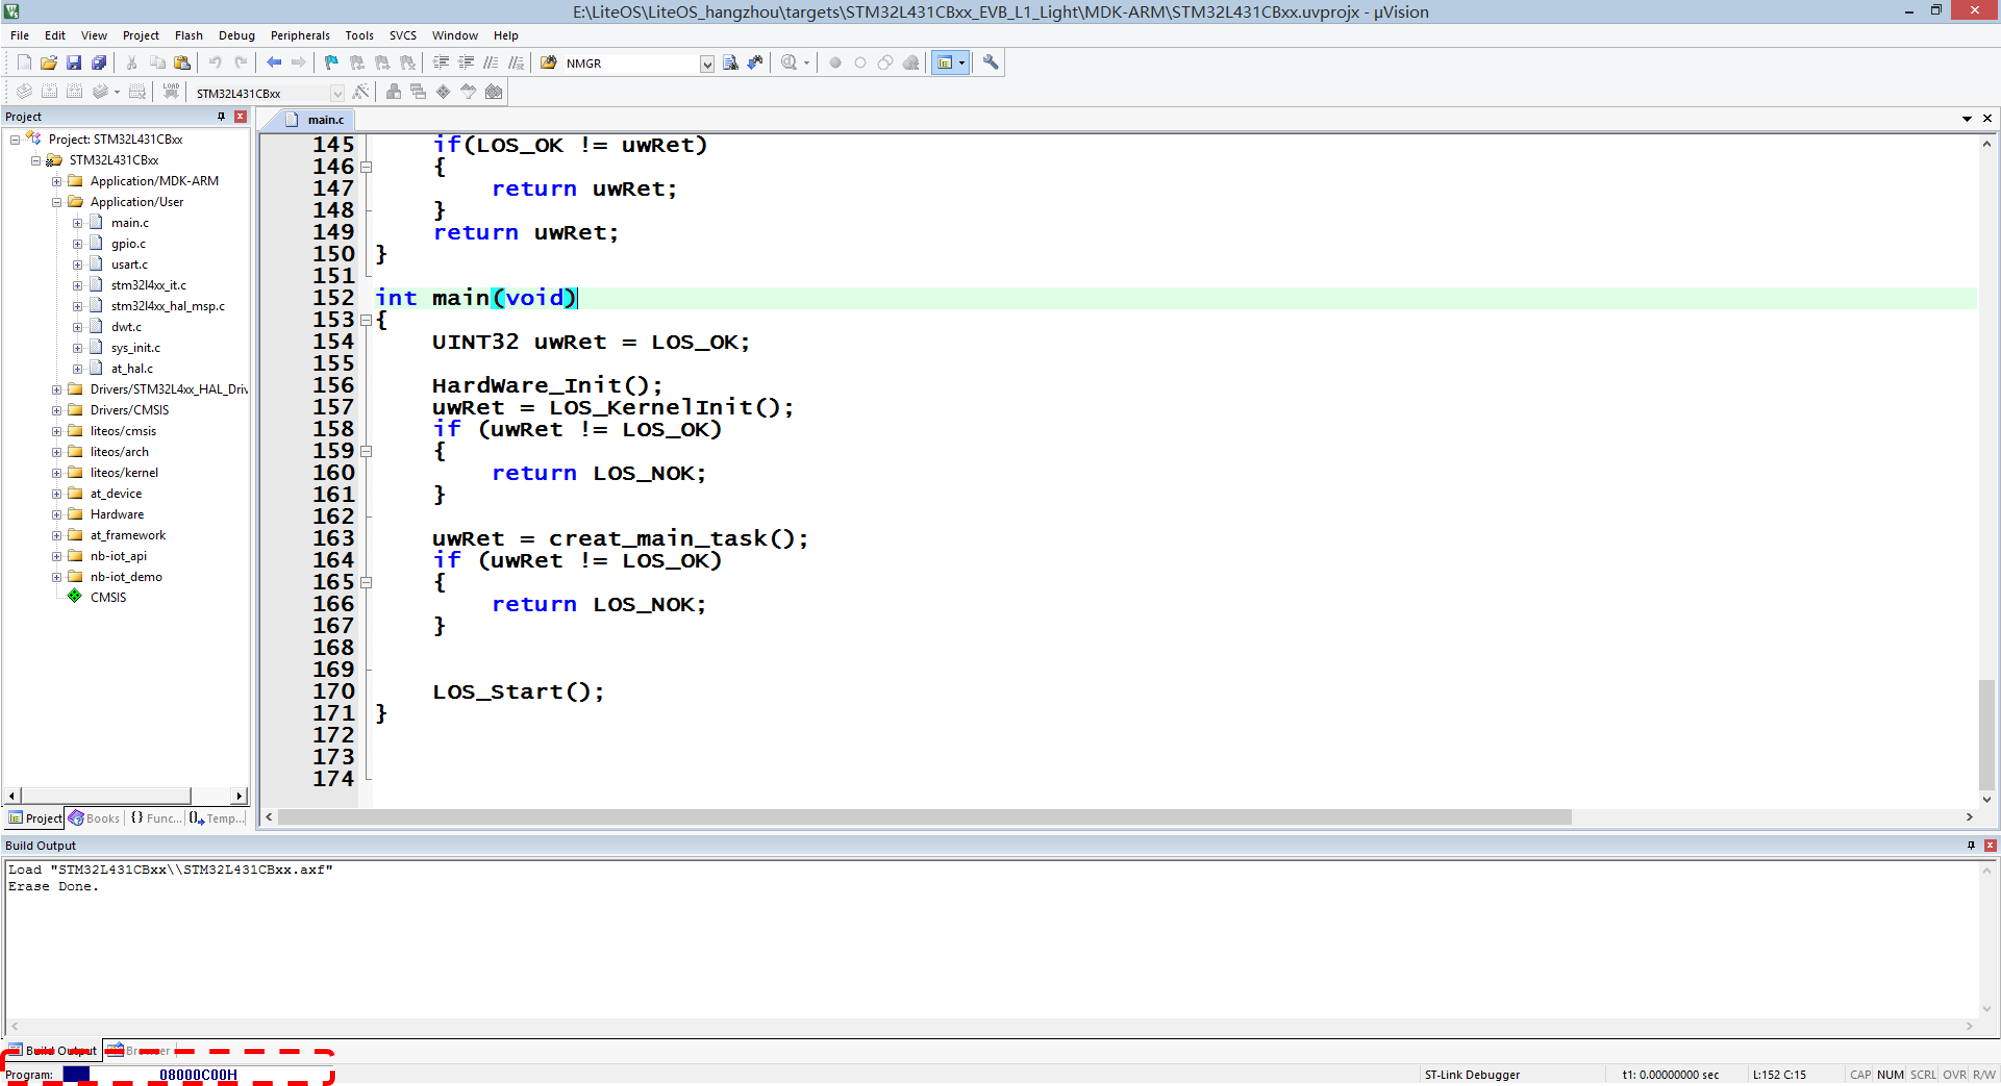 E:\LiteOS\LiteOS_hangzhou\targets\STM32L431CBxx_EVB_L1_Light\MDK-ARM\STM32L431CBxx.uvprojx - µVision
File Edit View Project Flash Debug Peripherals Tools SVCS Window Help
NMGR
LOAD STM32L431CBxx
Project
Project: STM32L431CBxx
STM32L431CBxx
Application/MDK-ARM
Application/User
main.c
gpio.c
usart.c
stm32l4xx_it.c
stm32l4xx_hal_msp.c
dwt.c
sys_init.c
at_hal.c
Drivers/STM32L4xx_HAL_Driv
Drivers/CMSIS
liteos/cmsis
liteos/arch
liteos/kernel
at_device
Hardware
at_framework
nb-iot_api
nb-iot_demo
CMSIS
Project Books {} Func... Temp...
main.c
145 if(LOS_OK != uwRet)
146 {
147 return uwRet;
148 }
149 return uwRet;
150 }
151
152 int main(void)
153 {
154 UINT32 uwRet = LOS_OK;
155
156 HardWare_Init();
157 uwRet = LOS_KernelInit();
158 if (uwRet != LOS_OK)
159 {
160 return LOS_NOK;
161 }
162
163 uwRet = creat_main_task();
164 if (uwRet != LOS_OK)
165 {
166 return LOS_NOK;
167 }
168
169
170 LOS_Start();
171 }
172
173
174
Build Output
Load "STM32L431CBxx\\STM32L431CBxx.axf"
Erase Done.
Build Output Browser
Program: 08000C00H
ST-Link Debugger t1: 0.00000000 sec L:152 C:15 CAP NUM SCRL OVR R/W